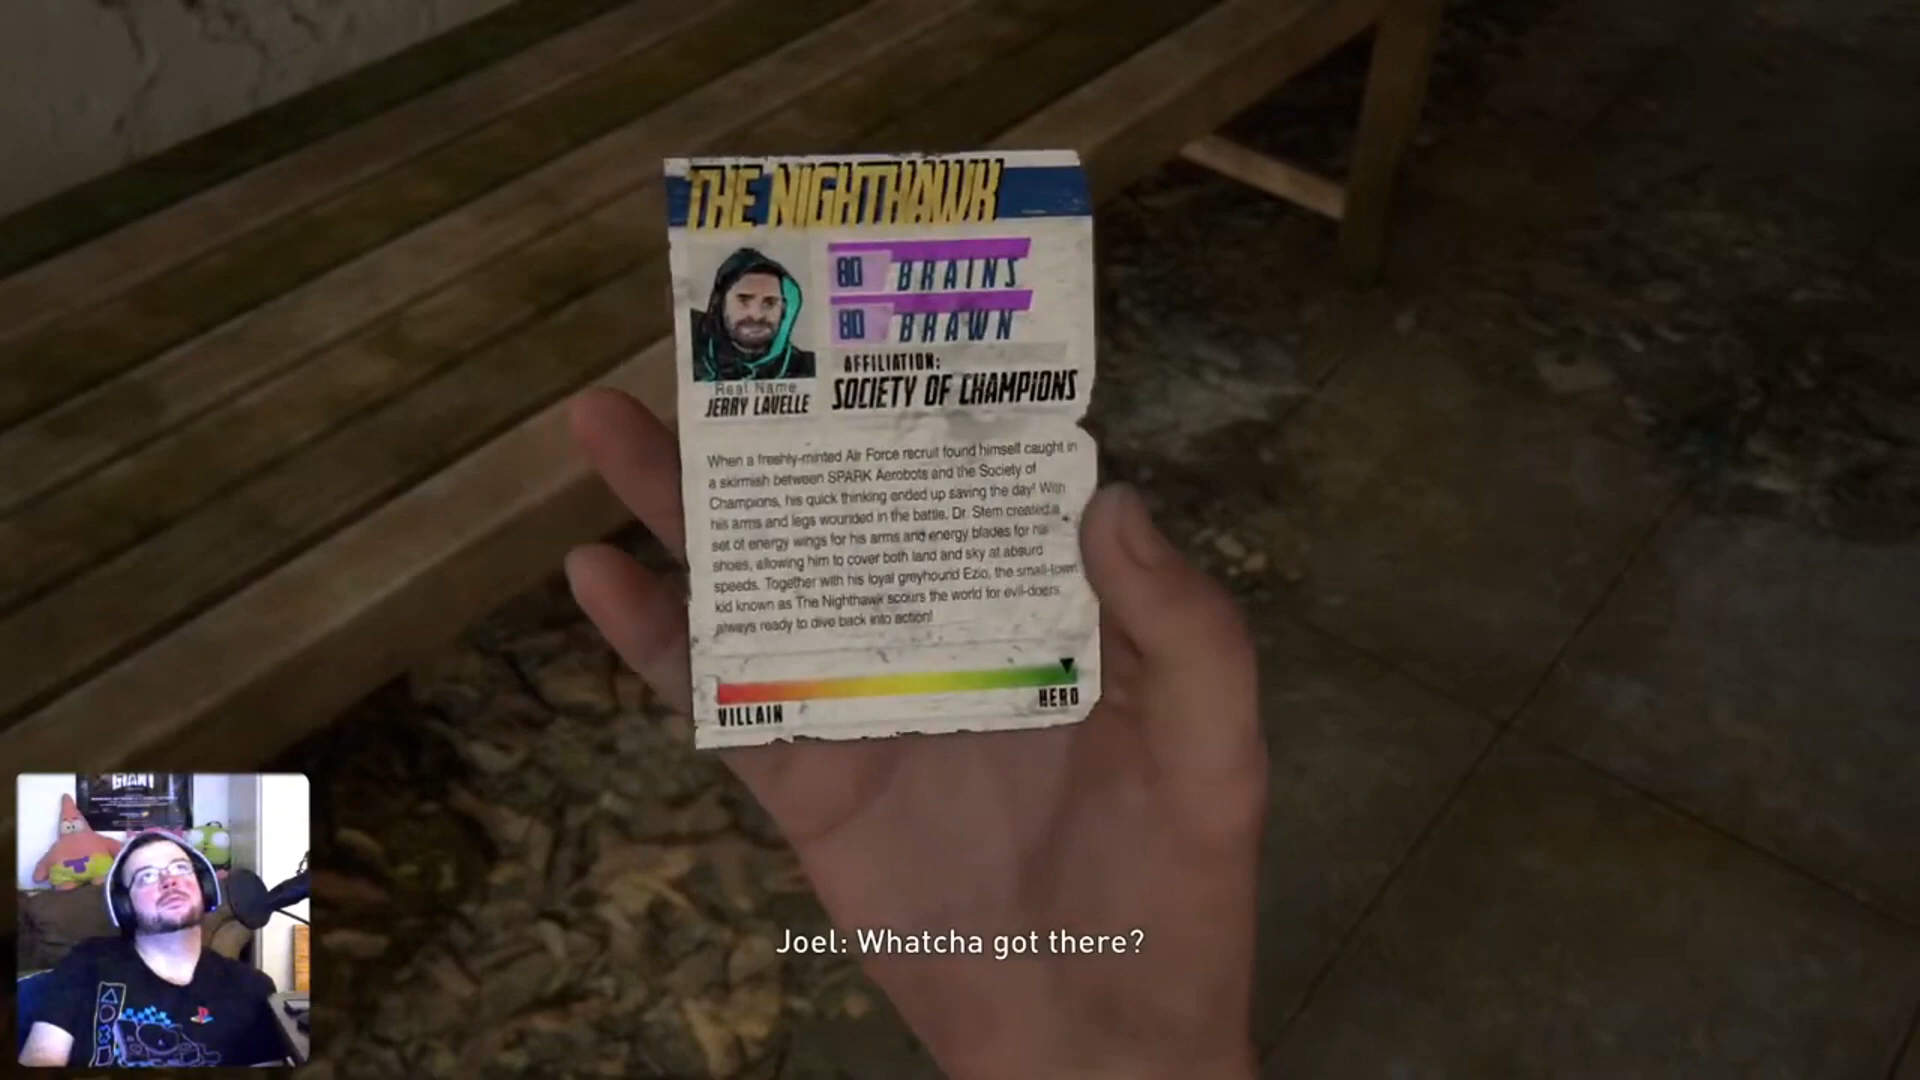 THE NIGHTHAWK
80 BRAINS
80 BRAWN
AFFILIATION:
SOCIETY OF CHAMPIONS
Real Name
JERRY LAVELLE
When a freshly-minted Air Force recruit found himself caught in
a skirmish between SPARK Aerobots and the Society of
Champions, his quick thinking ended up saving the day! With
his arms and legs wounded in the battle, Dr. Stem created a
set of energy wings for his arms and energy blades for his
shoes, allowing him to cover both land and sky at absurd
speeds. Together with his loyal greyhound Ezio, the small-town
kid known as The Nighthawk scours the world for evil-doers
always ready to dive back into action!
VILLAIN
HERO
GIANT
Joel: Whatcha got there?